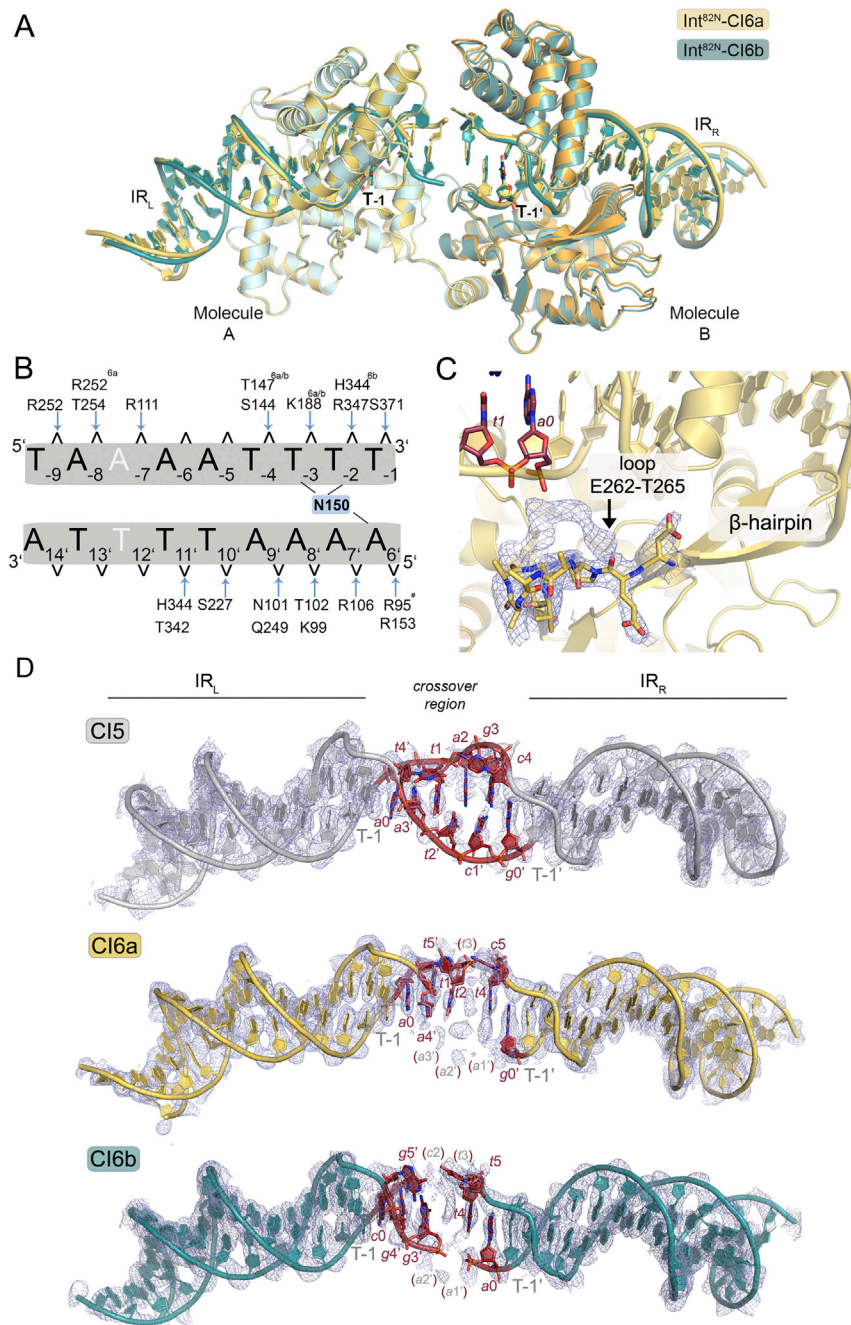 A
Int82N-CI6a
Int82N-CI6b
IRL
IRR
T-1
T-1'
Molecule A
Molecule B
B
R252 T254 6a
R252
R111
T147 6a/b
S144
K188 6a/b
H344 6b
R347 S371
5' T-9 A-8 A-7 A-6 A-5 T-4 T-3 T-2 T-1 3'
N150
3' A14' T13' T12' T11' T10' A9' A8' A7' A6' 5'
H344 S227 N101 T102 R106 R95#
T342 Q249 K99 R153
C
t1 a0
loop
E262-T265
β-hairpin
D
IRL
crossover
region
IRR
CI5
t4' t1 a2 g3 c4
a0 a3' t2' c1' g0'
T-1 T-1'
CI6a
t5' t1 t2 (t3) t4 c5
a0 a4' (a3') (a2') (a1') g0'
T-1 T-1'
CI6b
g5' (c2) (t3) t5
c0 g4' g3' t4
(a2') (a1') a0'
T-1 T-1'